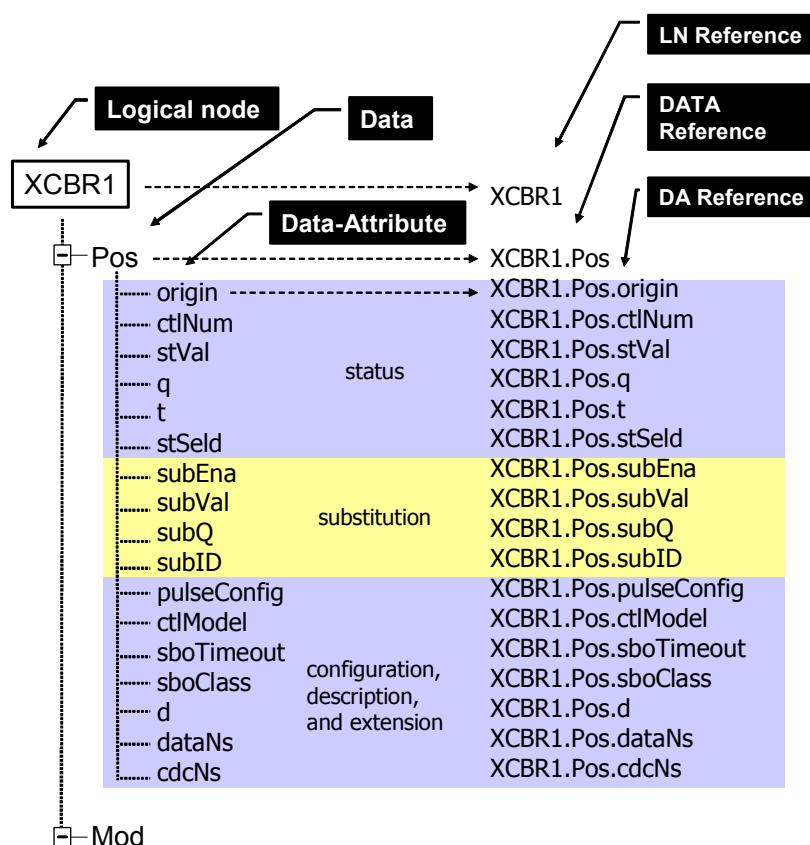 LN Reference
Logical node
Data
DATA
Reference
XCBR1
XCBR1
DA Reference
Data-Attribute
Pos
XCBR1.Pos
origin
XCBR1.Pos.origin
ctlNum
XCBR1.Pos.ctlNum
stVal
XCBR1.Pos.stVal
status
q
XCBR1.Pos.q
t
XCBR1.Pos.t
stSeld
XCBR1.Pos.stSeld
subEna
XCBR1.Pos.subEna
subVal
XCBR1.Pos.subVal
substitution
subQ
XCBR1.Pos.subQ
subID
XCBR1.Pos.subID
pulseConfig
XCBR1.Pos.pulseConfig
ctlModel
XCBR1.Pos.ctlModel
sboTimeout
XCBR1.Pos.sboTimeout
configuration,
description,
and extension
sboClass
XCBR1.Pos.sboClass
d
XCBR1.Pos.d
dataNs
XCBR1.Pos.dataNs
cdcNs
XCBR1.Pos.cdcNs
Mod